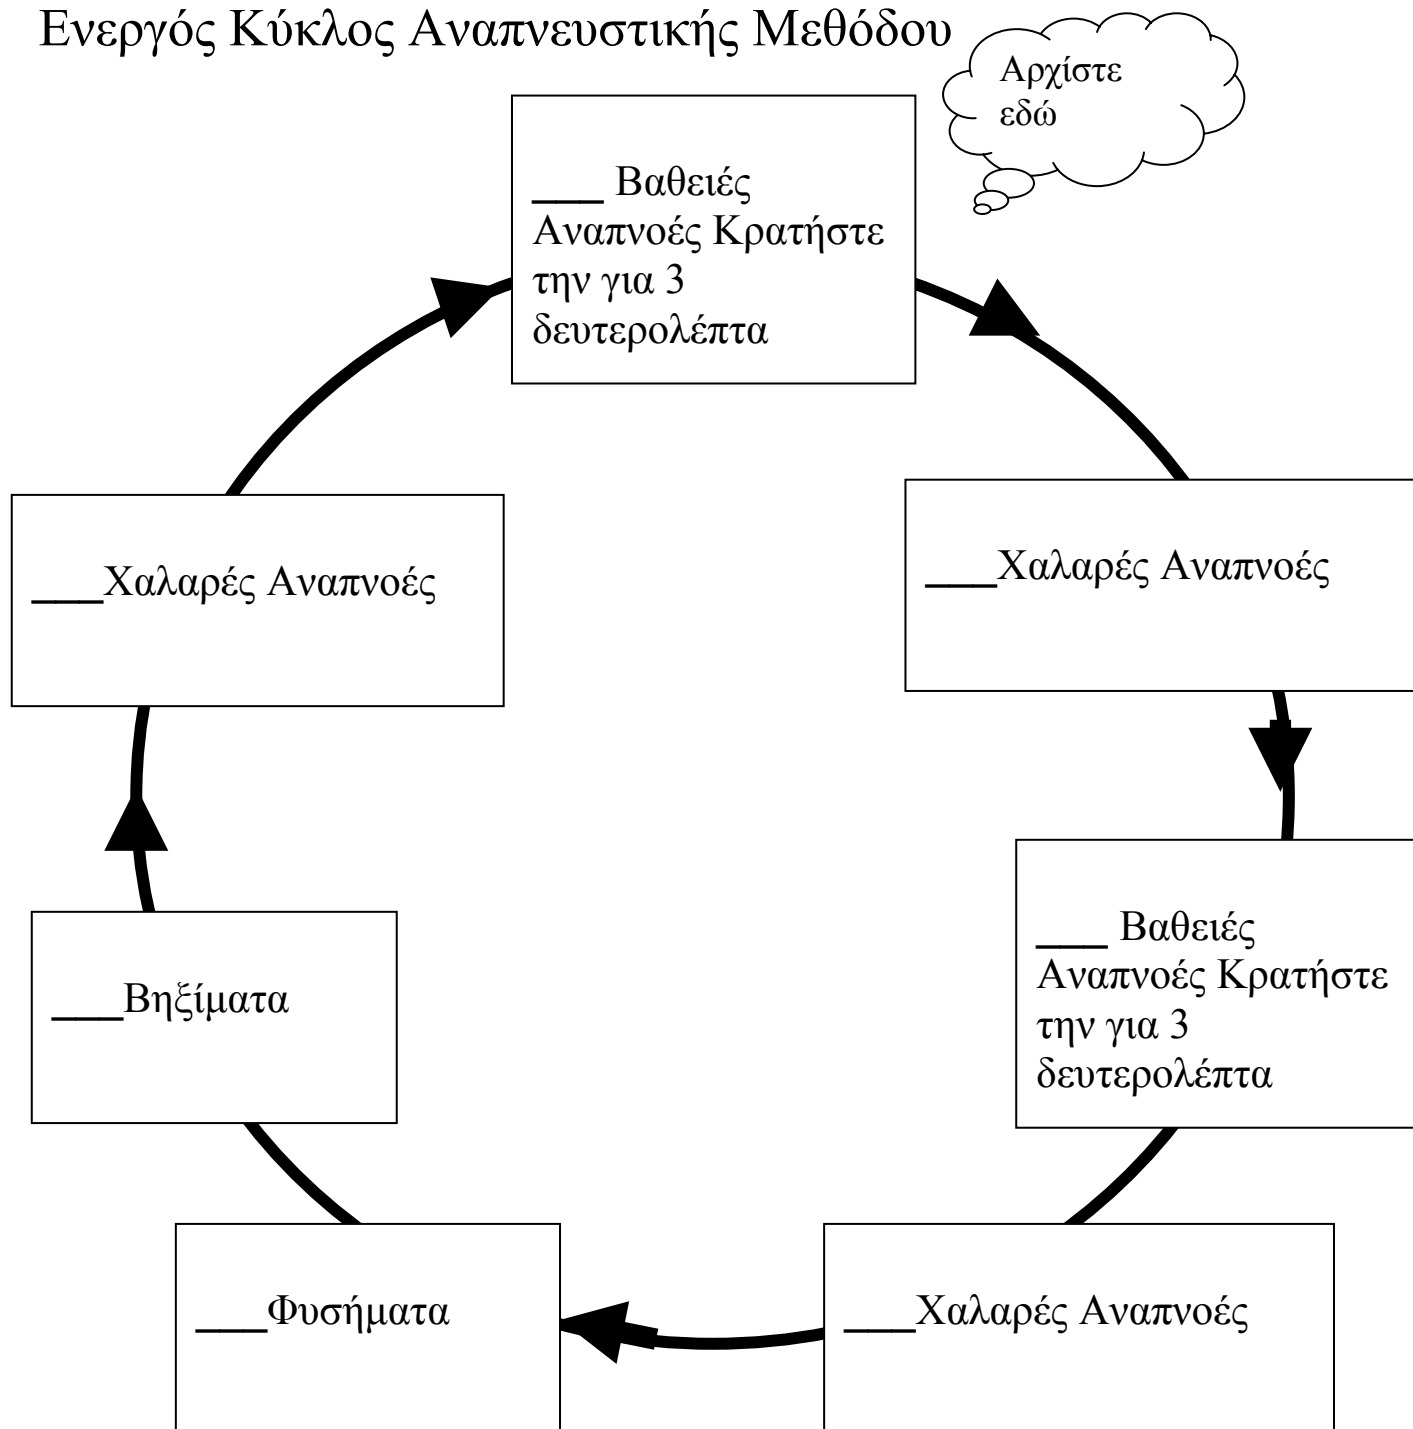 Ενεργός Κύκλος Αναπνευστικής Μεθόδου
Αρχίστε
εδώ
___ Βαθειές
Αναπνοές Κρατήστε
την για 3
δευτερολέπτα
___Χαλαρές Αναπνοές
___ Βαθειές
Αναπνοές Κρατήστε
την για 3
δευτερολέπτα
___Χαλαρές Αναπνοές
___Φυσήματα
___Βηξίματα
___Χαλαρές Αναπνοές